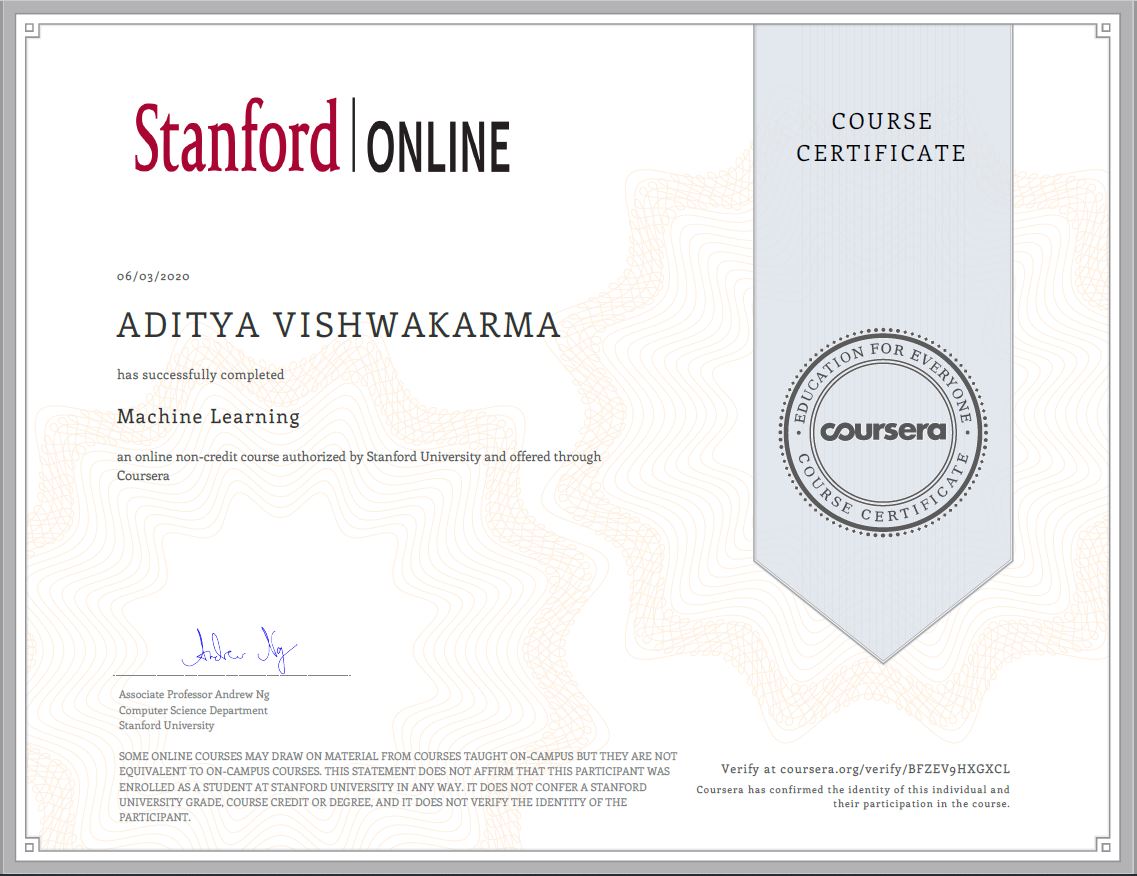 Stanford | ONLINE
COURSE
CERTIFICATE
06/03/2020
ADITYA VISHWAKARMA
has successfully completed
Machine Learning
an online non-credit course authorized by Stanford University and offered through
Coursera
EDUCATION FOR EVERYONE
coursera
COURSE CERTIFICATE
Andrew Ng
Associate Professor Andrew Ng
Computer Science Department
Stanford University
SOME ONLINE COURSES MAY DRAW ON MATERIAL FROM COURSES TAUGHT ON-CAMPUS BUT THEY ARE NOT
EQUIVALENT TO ON-CAMPUS COURSES. THIS STATEMENT DOES NOT AFFIRM THAT THIS PARTICIPANT WAS
ENROLLED AS A STUDENT AT STANFORD UNIVERSITY IN ANY WAY. IT DOES NOT CONFER A STANFORD
UNIVERSITY GRADE, COURSE CREDIT OR DEGREE, AND IT DOES NOT VERIFY THE IDENTITY OF THE
PARTICIPANT.
Verify at coursera.org/verify/BFZEV9HXGXCL
Coursera has confirmed the identity of this individual and
their participation in the course.